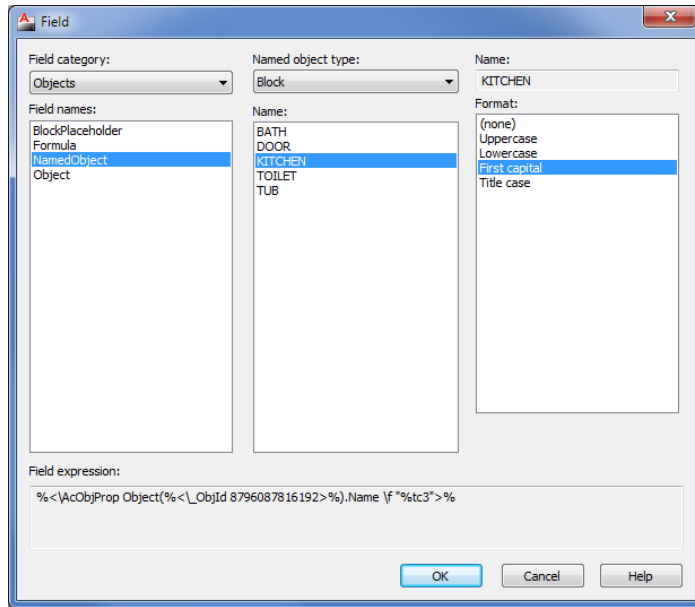 Field
Field category:
Objects
Field names:
BlockPlaceholder
Formula
NamedObject
Object
Named object type:
Block
Name:
BATH
DOOR
KITCHEN
TOILET
TUB
Name:
KITCHEN
Format:
(none)
Uppercase
Lowercase
First capital
Title case
Field expression:
%<\AcObjProp Object(%<\_ObjId 8796087816192>%).Name \f "%tc3">%
OK
Cancel
Help